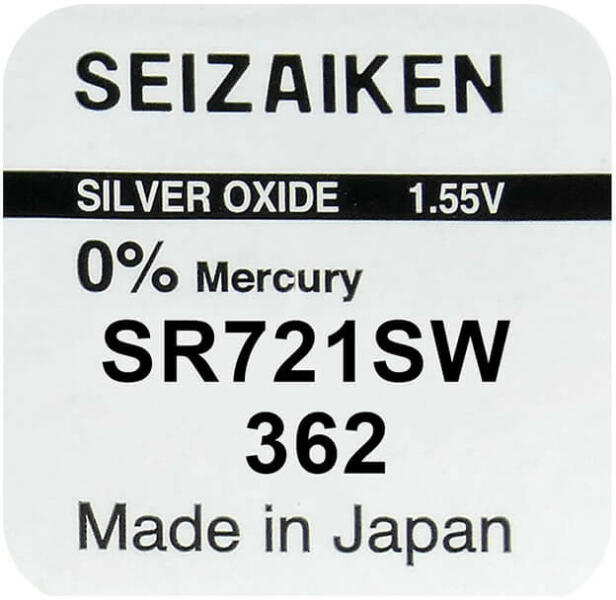 SEIZAIKEN
SILVER OXIDE 1.55V
0% Mercury
SR721SW
362
Made in Japan